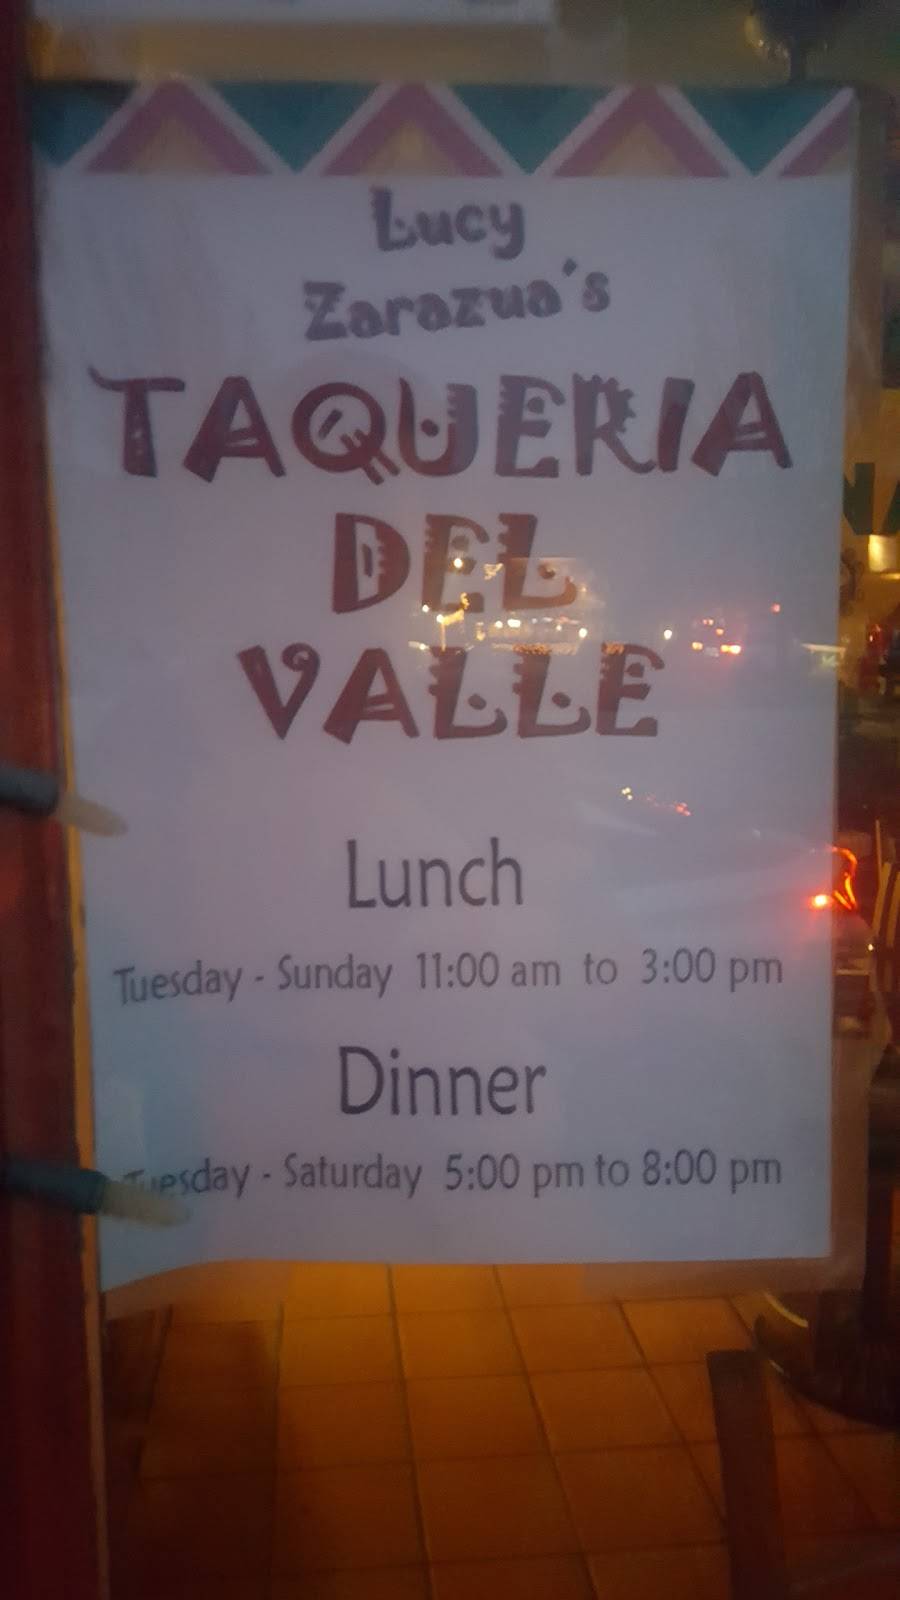 Lucy
Zarazua's
TAQUERIA
DEL
VALLE
Lunch
Tuesday - Sunday 11:00 am to 3:00 pm
Dinner
Tuesday - Saturday 5:00 pm to 8:00 pm